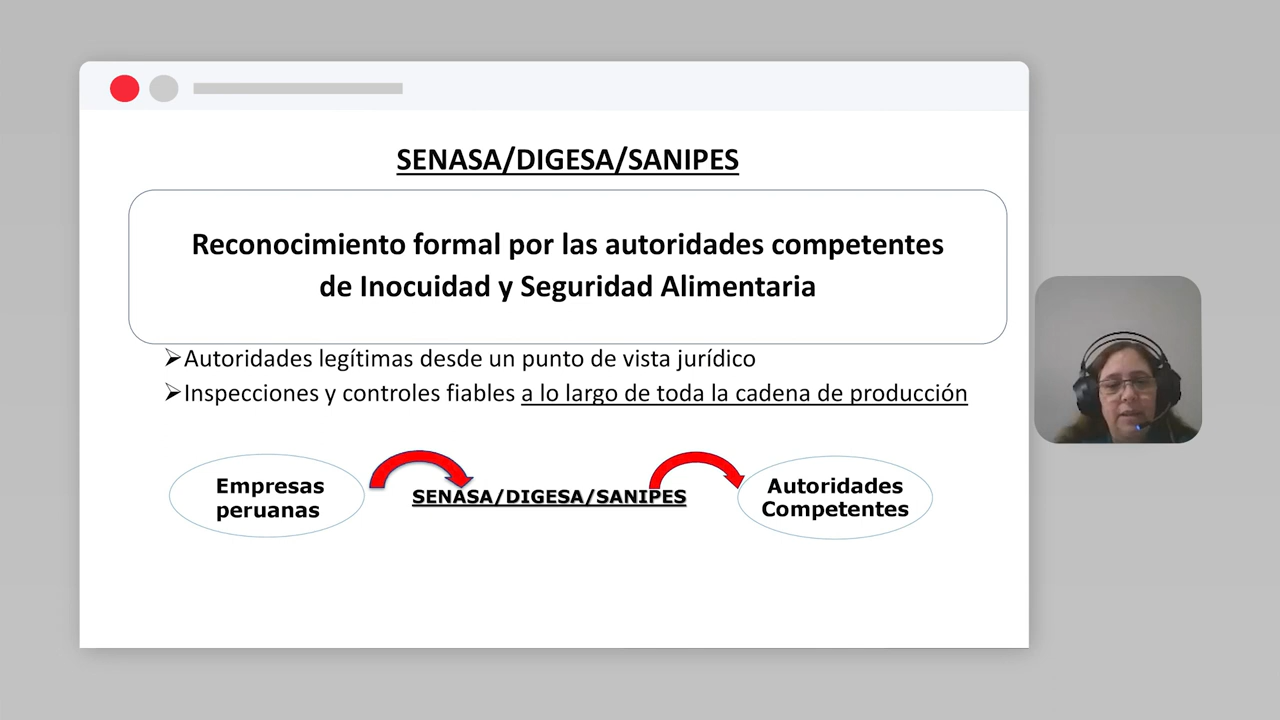 SENASA/DIGESA/SANIPES
Reconocimiento formal por las autoridades competentes
de Inocuidad y Seguridad Alimentaria
➢Autoridades legítimas desde un punto de vista jurídico
➢Inspecciones y controles fiables a lo largo de toda la cadena de producción
Empresas
peruanas
SENASA/DIGESA/SANIPES
Autoridades
Competentes